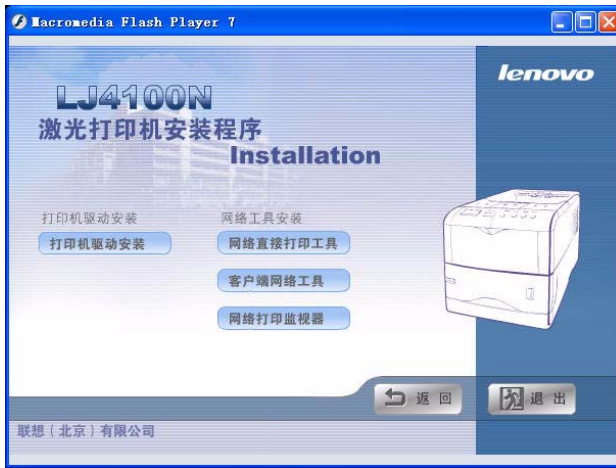 Macromedia Flash Player 7
lenovo
LJ4100N
激光打印机安装程序
Installation
打印机驱动安装
网络工具安装
打印机驱动安装
网络直接打印工具
客户端网络工具
网络打印监视器
返回
退出
联想（北京）有限公司